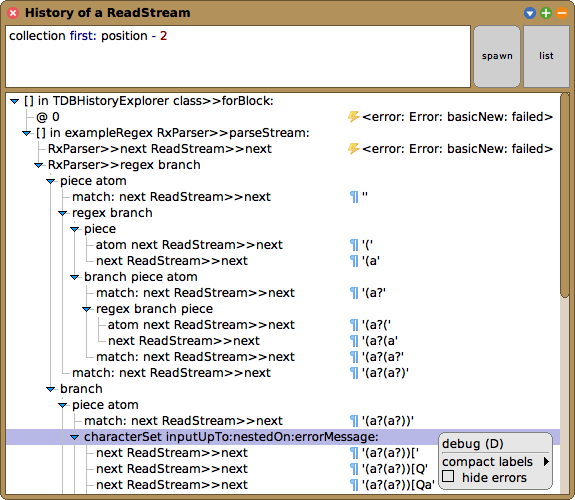 History of a ReadStream
collection first: position - 2
spawn
list
[] in TDBHistoryExplorer class>>forBlock:
@ 0 <error: Error: basicNew: failed>
[] in exampleRegex RxParser>>parseStream:
RxParser>>next ReadStream>>next <error: Error: basicNew: failed>
RxParser>>regex branch
piece atom
match: next ReadStream>>next ¶ ''
regex branch
piece
atom next ReadStream>>next ¶ '('
next ReadStream>>next ¶ '(a'
branch piece atom
match: next ReadStream>>next ¶ '(a?'
regex branch piece
atom next ReadStream>>next ¶ '(a?('
next ReadStream>>next ¶ '(a?(a'
match: next ReadStream>>next ¶ '(a?(a?'
match: next ReadStream>>next ¶ '(a?(a?)'
branch
piece atom
match: next ReadStream>>next ¶ '(a?(a?))'
characterSet inputUpTo:nestedOn:errorMessage:
next ReadStream>>next ¶ '(a?(a?))['
next ReadStream>>next ¶ '(a?(a?))[Q'
next ReadStream>>next ¶ '(a?(a?))[Qa'
debug (D)
compact labels
hide errors